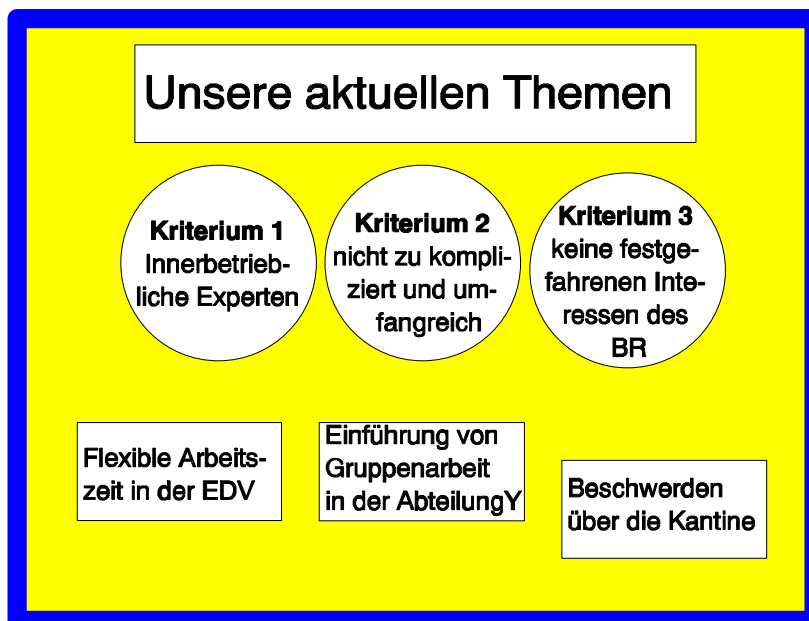 Unsere aktuellen Themen
Kriterium 1
Innerbetrieb-
liche Experten
Kriterium 2
nicht zu kompli-
ziert und um-
fangreich
Kriterium 3
keine festge-
fahrenen Inte-
ressen des
BR
Flexible Arbeits-
zeit in der EDV
Einführung von
Gruppenarbeit
in der AbteilungY
Beschwerden
über die Kantine